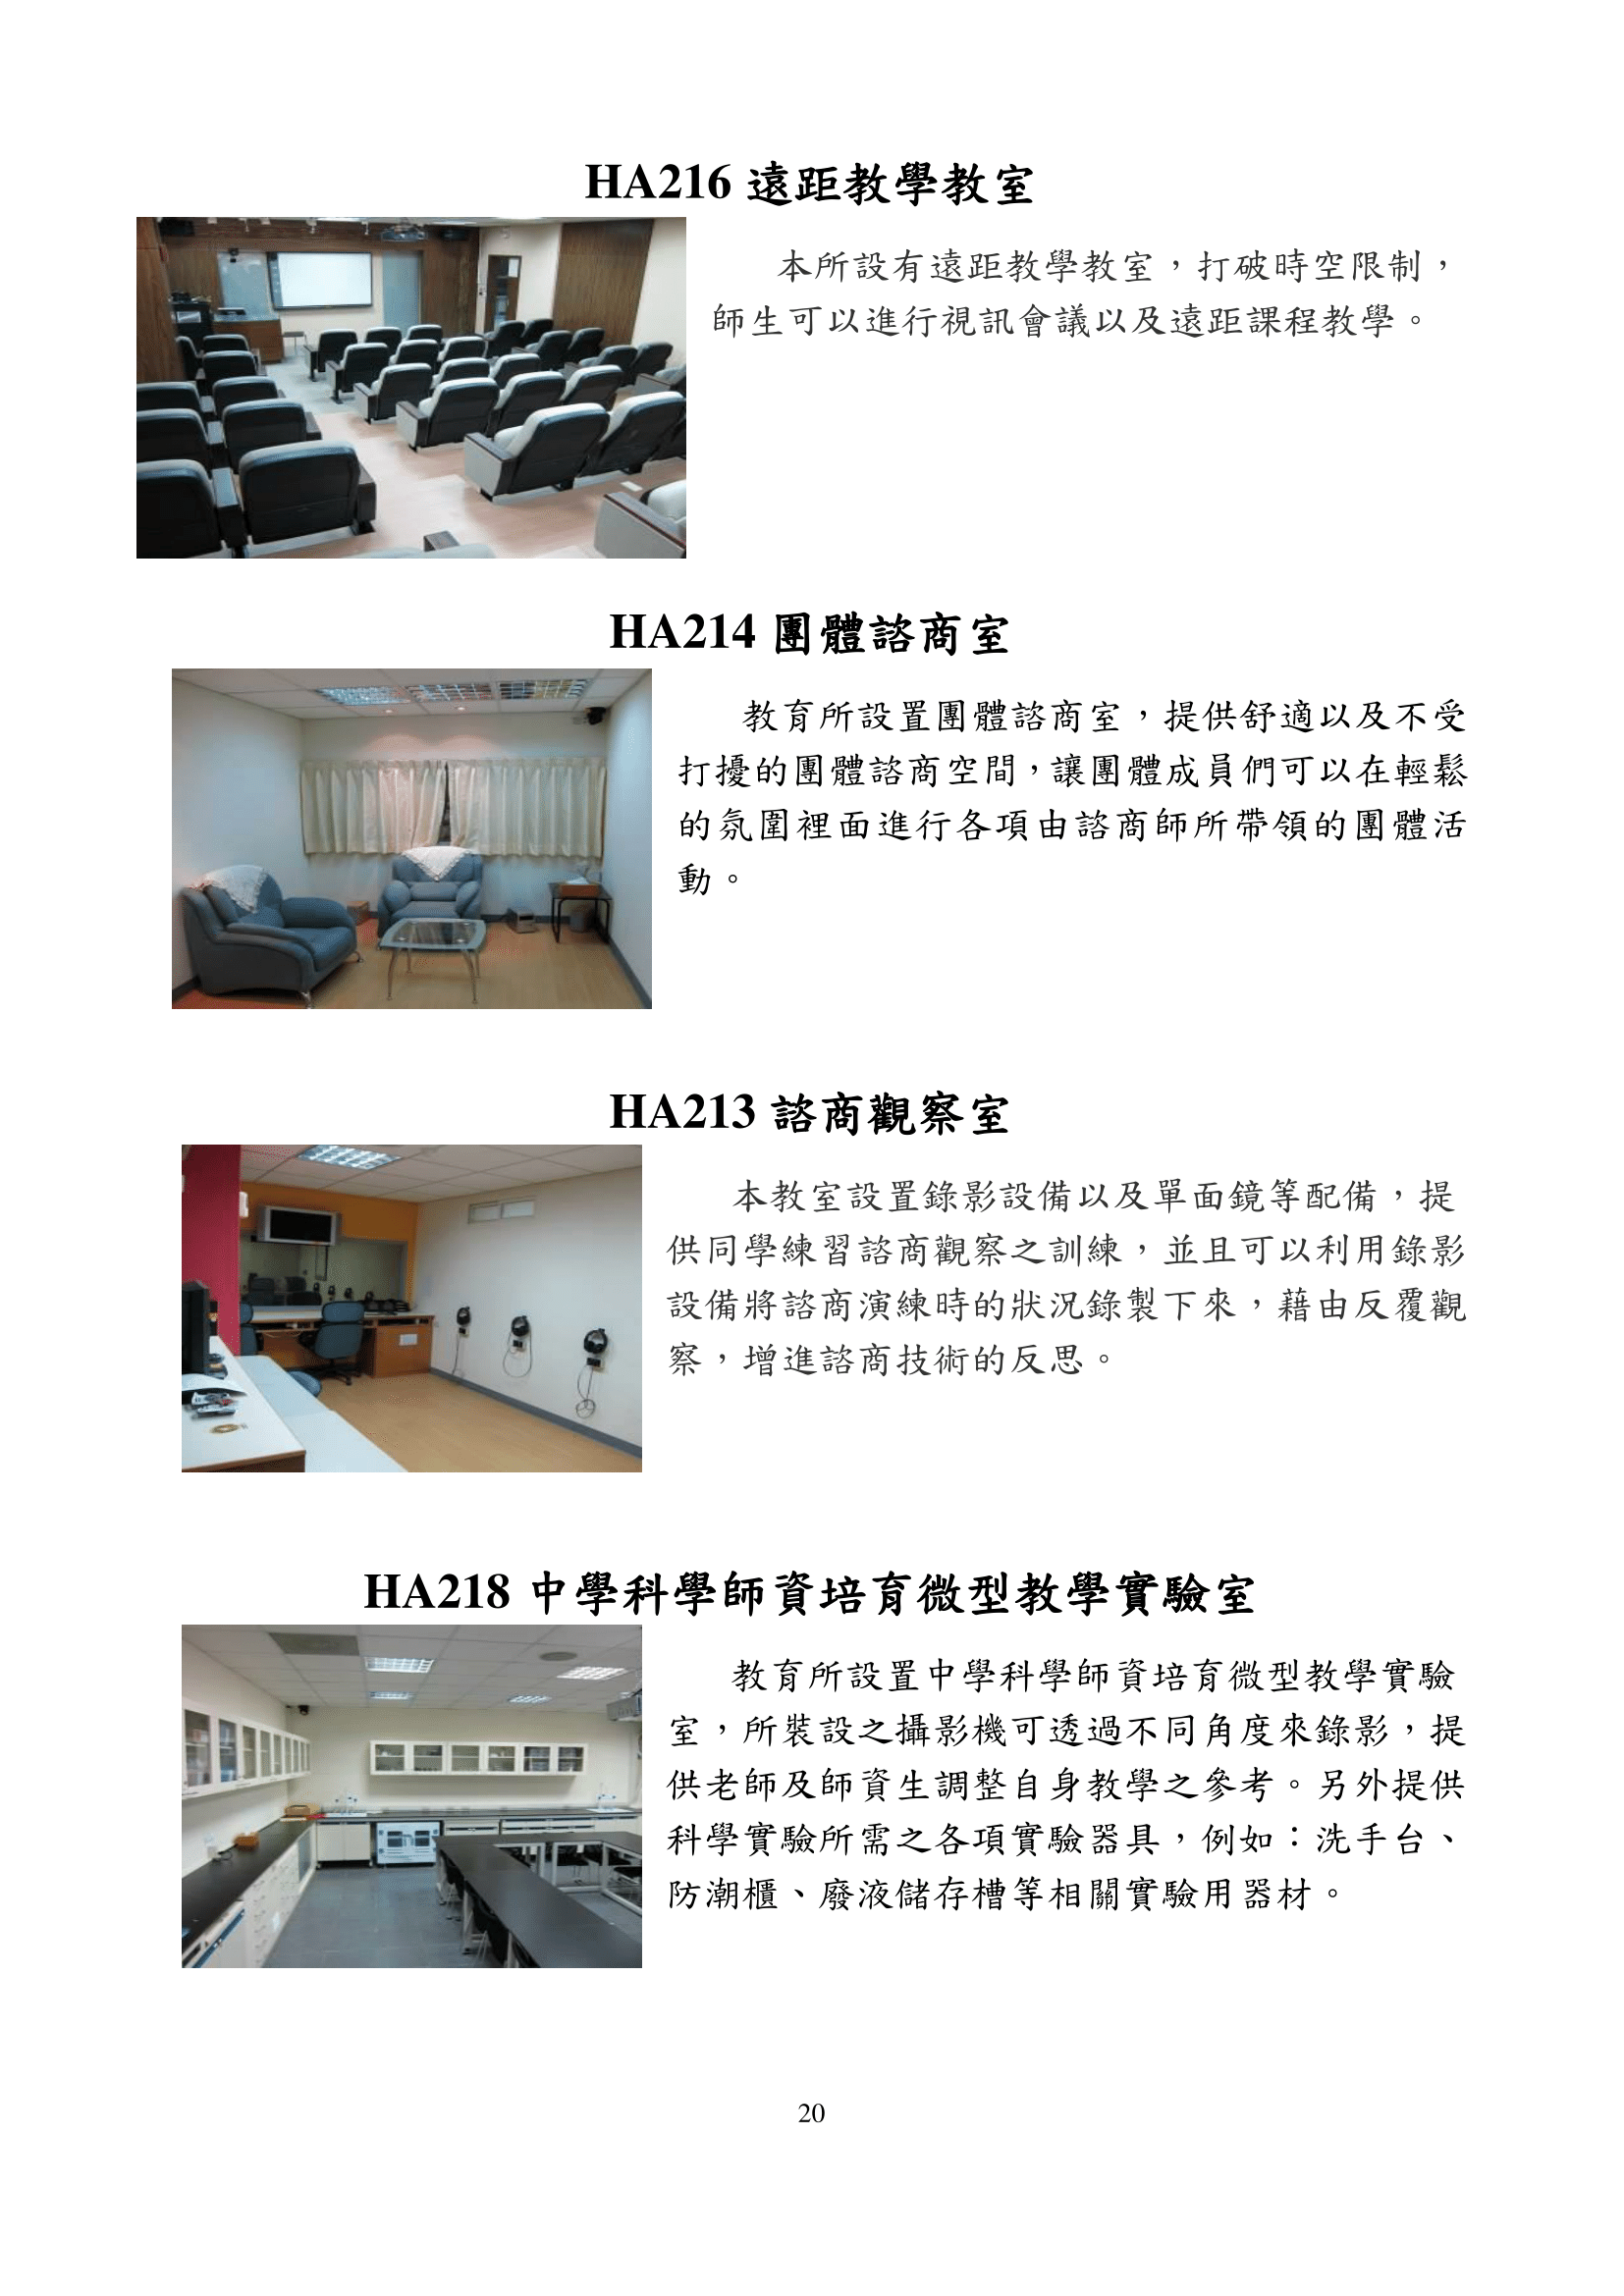 HA216 遠距教學教室
本所設有遠距教學教室，打破時空限制，
師生可以進行視訊會議以及遠距課程教學。
HA214 團體諮商室
教育所設置團體諮商室，提供舒適以及不受
打擾的團體諮商空間，讓團體成員們可以在輕鬆
的氛圍裡面進行各項由諮商師所帶領的團體活
動。
HA213 諮商觀察室
本教室設置錄影設備以及單面鏡等配備，提
供同學練習諮商觀察之訓練，並且可以利用錄影
設備將諮商演練時的狀況錄製下來，藉由反覆觀
察，增進諮商技術的反思。
HA218 中學科學師資培育微型教學實驗室
教育所設置中學科學師資培育微型教學實驗
室，所裝設之攝影機可透過不同角度來錄影，提
供老師及師資生調整自身教學之參考。另外提供
科學實驗所需之各項實驗器具，例如：洗手台、
防潮櫃、廢液儲存槽等相關實驗用器材。
20